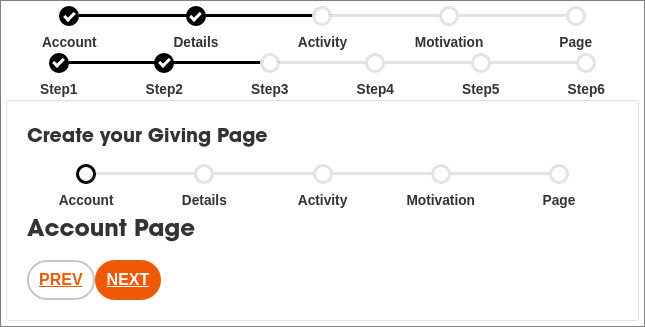 Account Details Activity Motivation Page
Step1 Step2 Step3 Step4 Step5 Step6
Create your Giving Page
Account Details Activity Motivation Page
Account Page
PREV NEXT